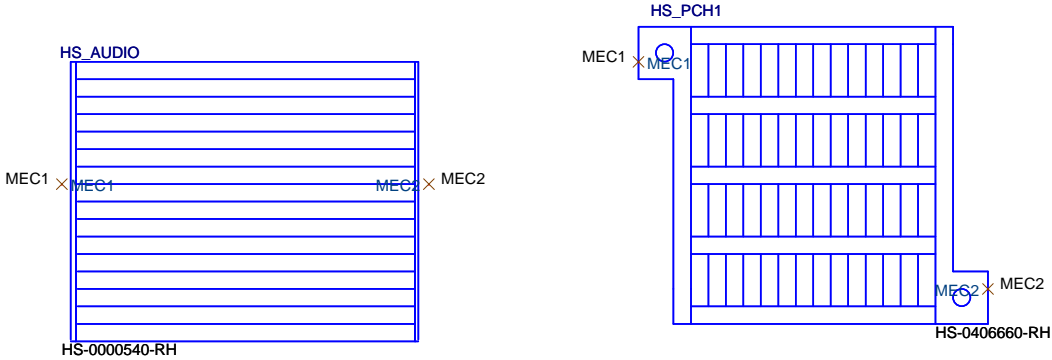 HS_AUDIO
MEC1
MEC1
MEC2
MEC2
HS-0000540-RH
HS_PCH1
MEC1
MEC1
MEC2
MEC2
HS-0406660-RH